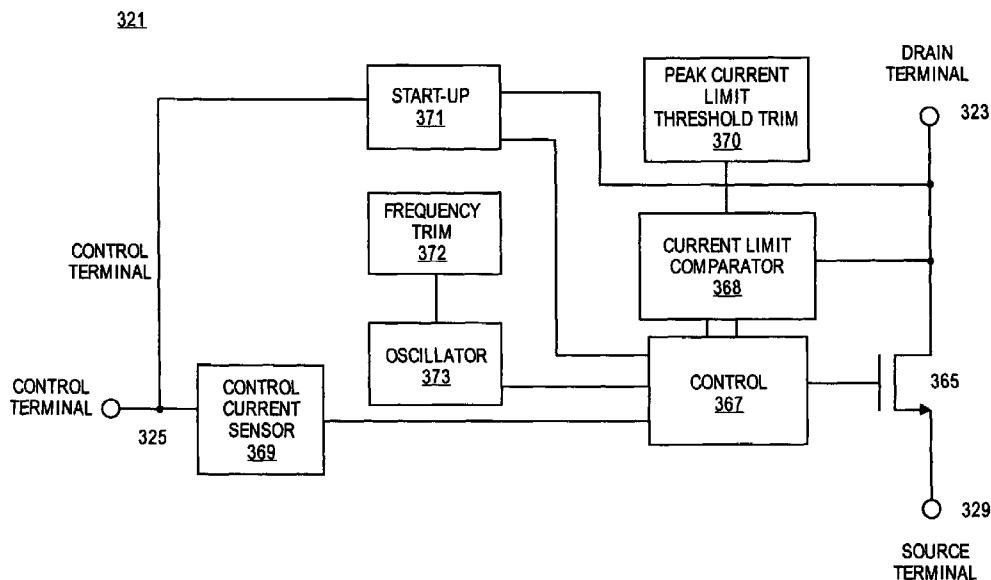 321
START-UP
371
PEAK CURRENT
LIMIT
THRESHOLD TRIM
370
DRAIN
TERMINAL
323
FREQUENCY
TRIM
372
CONTROL
TERMINAL
CURRENT LIMIT
COMPARATOR
368
OSCILLATOR
373
CONTROL
367
365
CONTROL
TERMINAL
325
CONTROL
CURRENT
SENSOR
369
329
SOURCE
TERMINAL